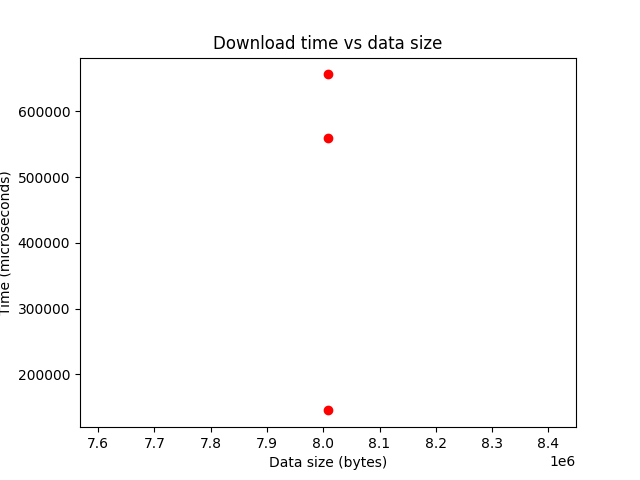 Download time vs data size
Time (microseconds)
600000
500000
400000
300000
200000
7.6 7.7 7.8 7.9 8.0 8.1 8.2 8.3 8.4
1e6
Data size (bytes)